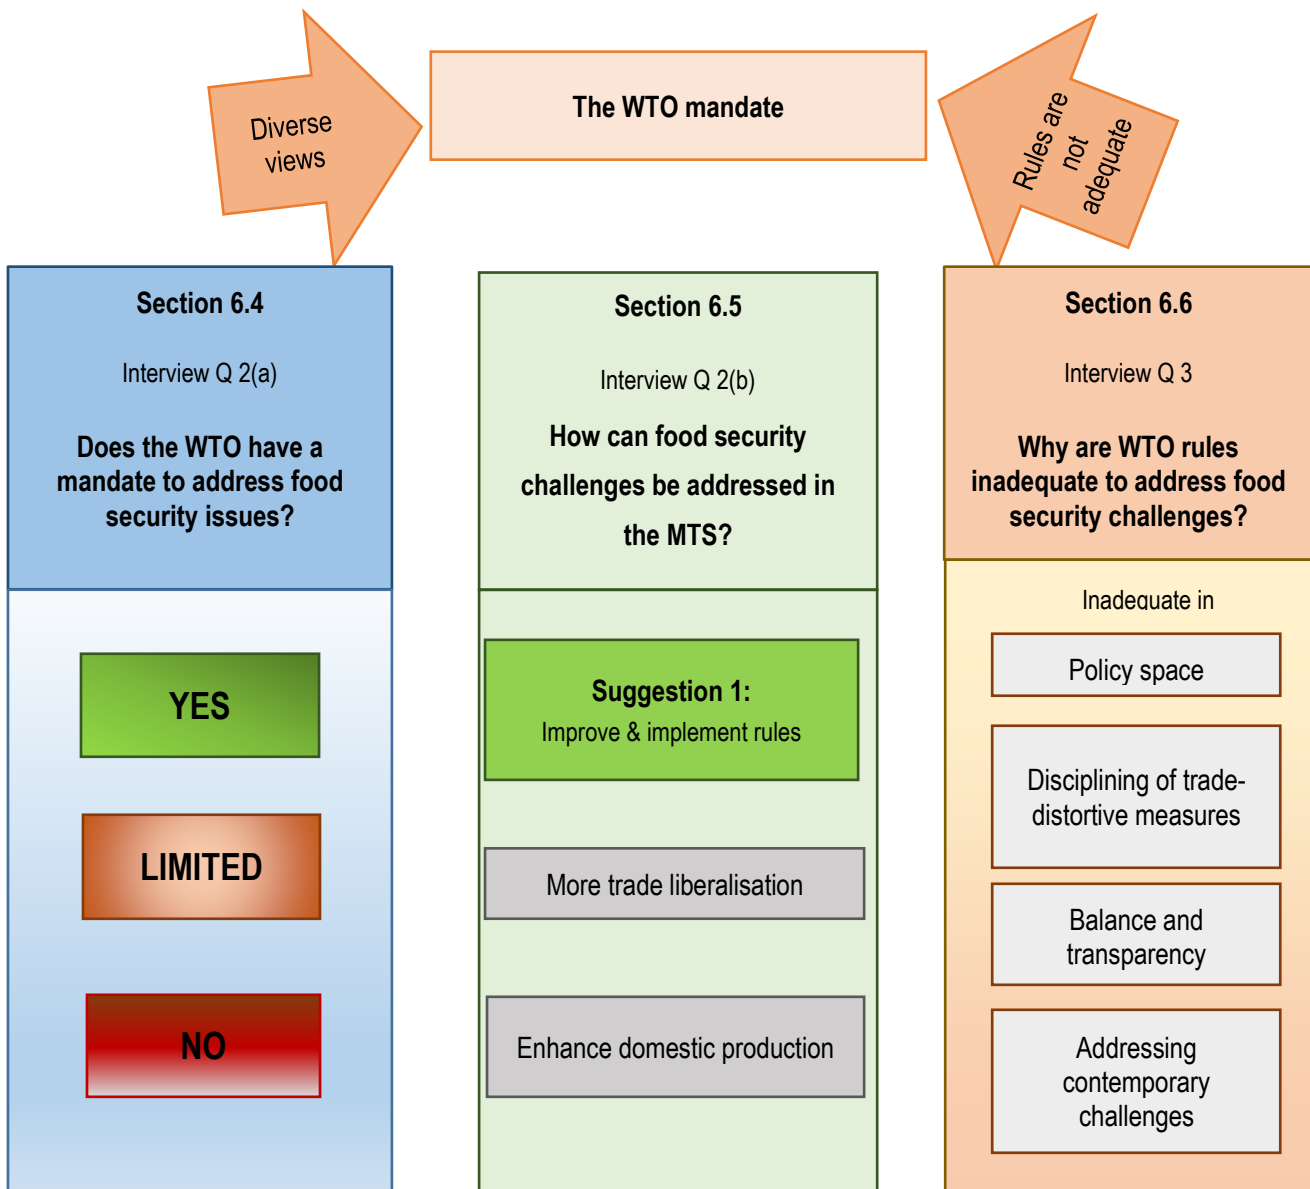 The WTO mandate
Diverse
views
Rules are
not
adequate
Section 6.4
Interview Q 2(a)
Does the WTO have a
mandate to address food
security issues?
YES
LIMITED
NO
Section 6.5
Interview Q 2(b)
How can food security
challenges be addressed in
the MTS?
Suggestion 1:
Improve & implement rules
More trade liberalisation
Enhance domestic production
Section 6.6
Interview Q 3
Why are WTO rules
inadequate to address food
security challenges?
Inadequate in
Policy space
Disciplining of trade-
distortive measures
Balance and
transparency
Addressing
contemporary
challenges